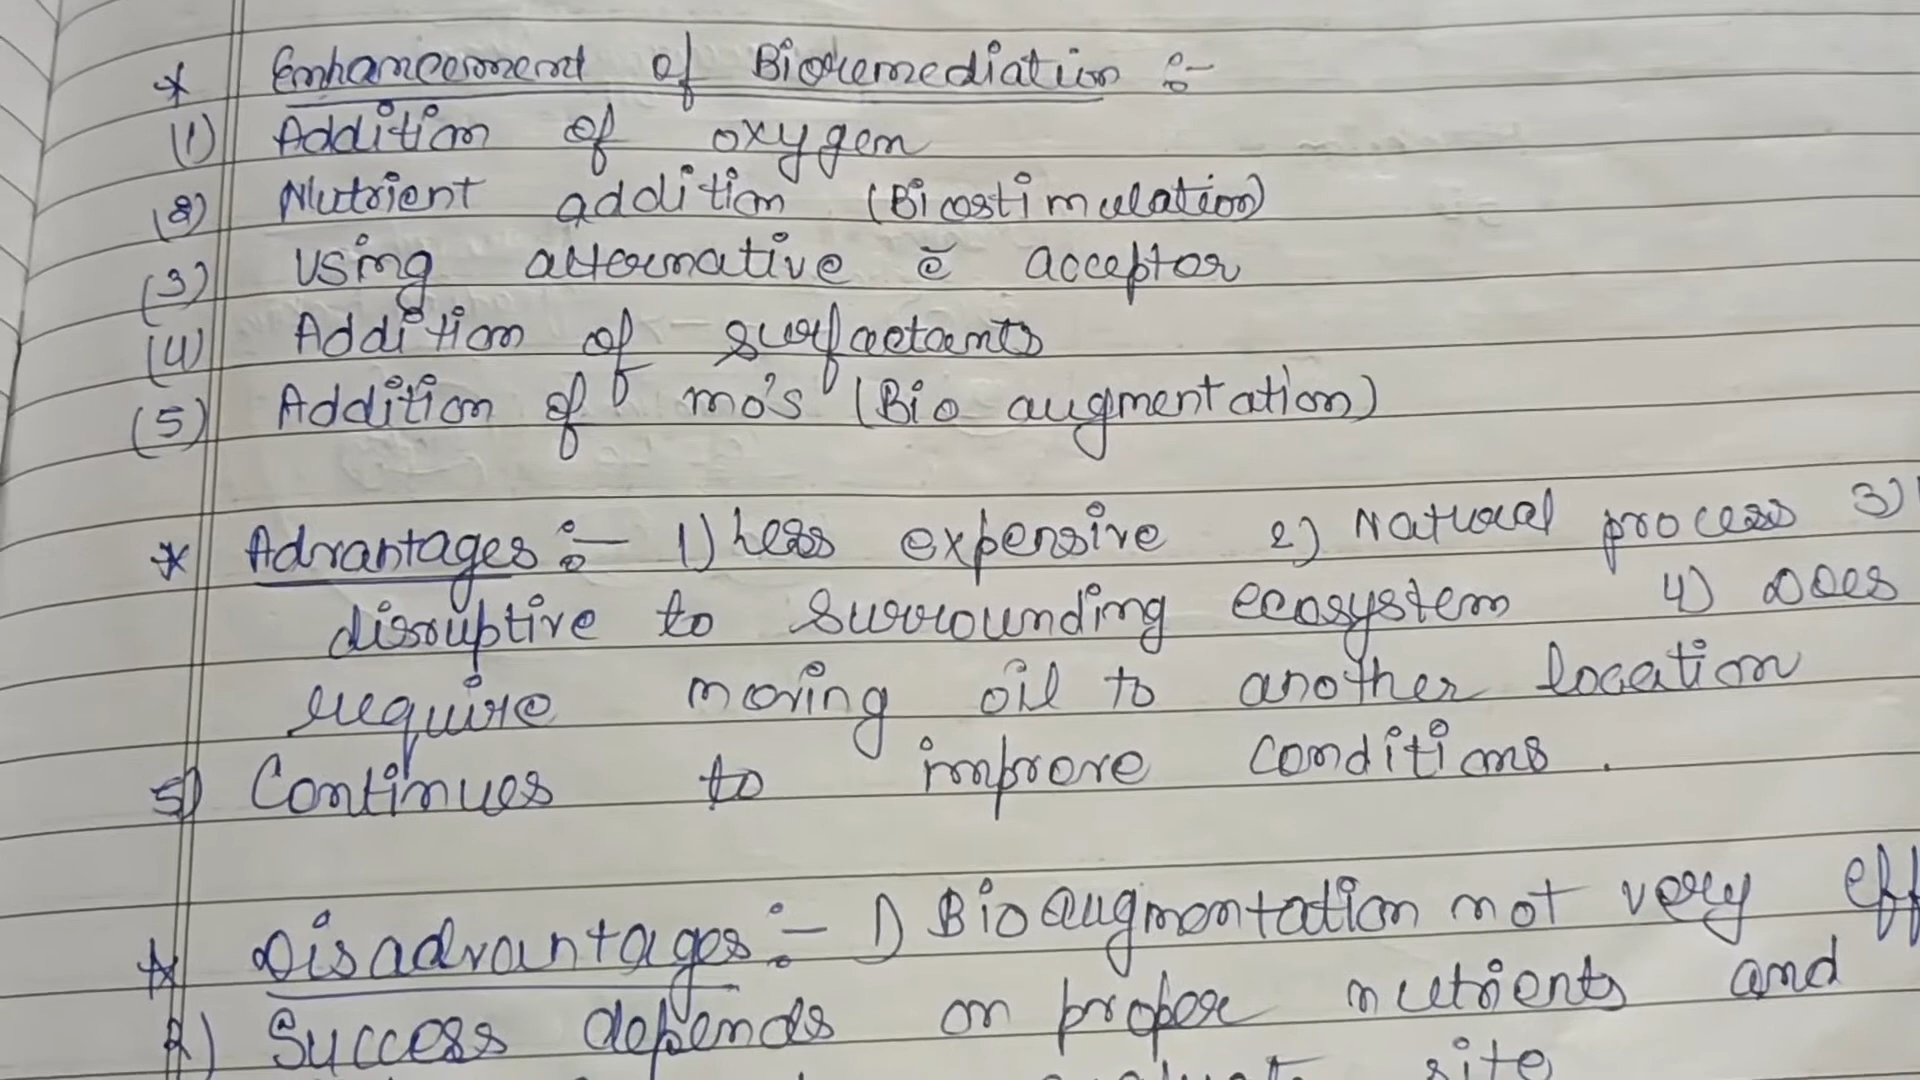 * Enhancement of Bioremediation :-
(1) Addition of oxygen
(2) Nutrient addition (Biostimulation)
(3) Using alternative e⁻ acceptor
(4) Addition of surfactants
(5) Addition of mo's (Bio augmentation)
* Advantages :- 1) Less expensive 2) Natural process 3)
disruptive to surrounding ecosystem 4) Does
require moving oil to another location
5) Continues to improve conditions.
* Disadvantages :- 1) Bioaugmentation not very eff
2) Success depends on proper nutrients and
site